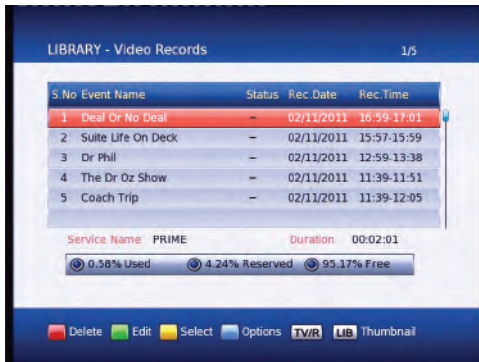 LIBRARY - Video Records 1/5
S.No Event Name Status Rec.Date Rec.Time
1 Deal Or No Deal – 02/11/2011 16:59-17:01
2 Suite Life On Deck – 02/11/2011 15:57-15:59
3 Dr Phil – 02/11/2011 12:59-13:38
4 The Dr Oz Show – 02/11/2011 11:39-11:51
5 Coach Trip – 02/11/2011 11:39-12:05
Service Name PRIME Duration 00:02:01
0.58% Used 4.24% Reserved 95.17% Free
Delete Edit Select Options TV/R LIB Thumbnail